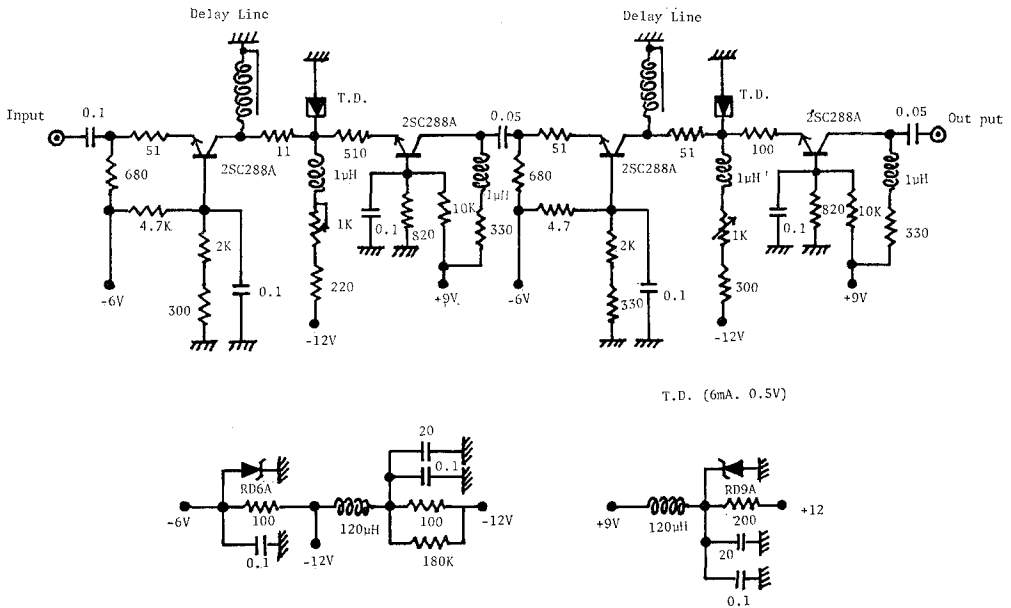 Delay Line
Delay Line
Input
0.1
51
2SC288A
11
T.D.
510
2SC288A
0.05
51
2SC288A
51
T.D.
100
2SC288A
0.05
Out put
680
4.7K
2K
300
0.1
-6V
1μH
1K
220
-12V
0.1
820
10K
1μH
330
+9V
680
4.7
2K
330
0.1
-6V
1μH
1K
300
-12V
0.1
820
10K
1μH
330
+9V
T.D. (6mA. 0.5V)
20
0.1
RD6A
-6V
100
0.1
-12V
120μH
100
180K
-12V
+9V
120μH
RD9A
200
+12
20
0.1